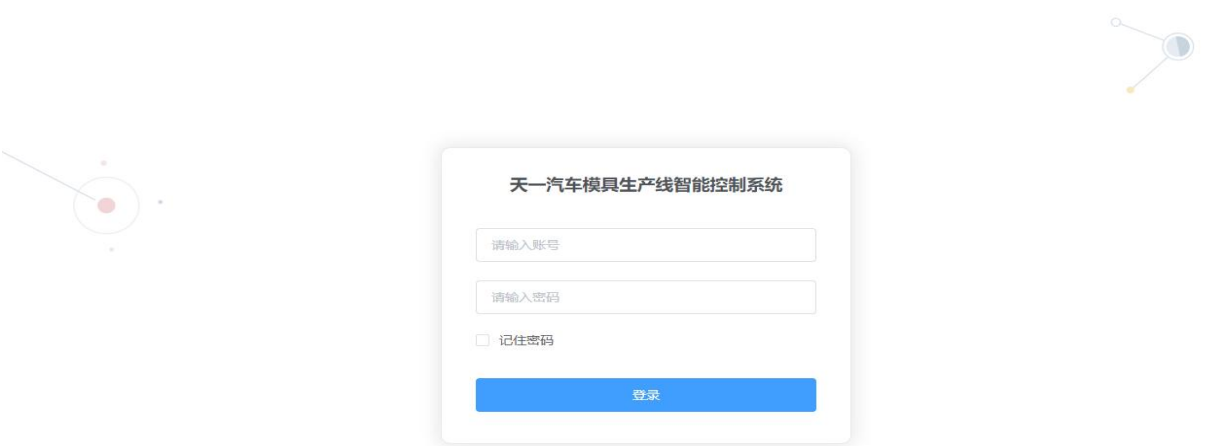 天一汽车模具生产线智能控制系统
请输入账号
请输入密码
记住密码
登录